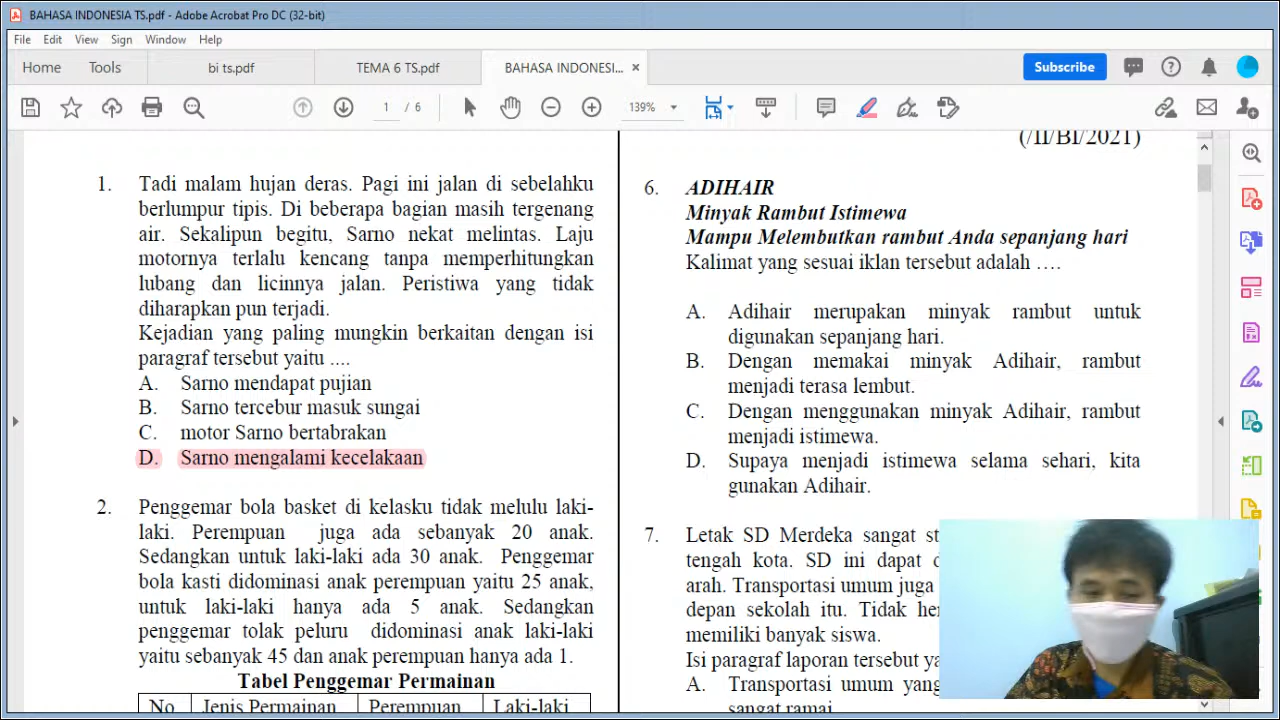 BAHASA INDONESIA TS.pdf - Adobe Acrobat Pro DC (32-bit)
File Edit View Sign Window Help
Home Tools bi ts.pdf TEMA 6 TS.pdf BAHASA INDONESI... × Subscribe
1 / 6 139%
1. Tadi malam hujan deras. Pagi ini jalan di sebelahku
berlumpur tipis. Di beberapa bagian masih tergenang
air. Sekalipun begitu, Sarno nekat melintas. Laju
motornya terlalu kencang tanpa memperhitungkan
lubang dan licinnya jalan. Peristiwa yang tidak
diharapkan pun terjadi.
Kejadian yang paling mungkin berkaitan dengan isi
paragraf tersebut yaitu ....
A. Sarno mendapat pujian
B. Sarno tercebur masuk sungai
C. motor Sarno bertabrakan
D. Sarno mengalami kecelakaan
2. Penggemar bola basket di kelasku tidak melulu laki-
laki. Perempuan juga ada sebanyak 20 anak.
Sedangkan untuk laki-laki ada 30 anak. Penggemar
bola kasti didominasi anak perempuan yaitu 25 anak,
untuk laki-laki hanya ada 5 anak. Sedangkan
penggemar tolak peluru didominasi anak laki-laki
yaitu sebanyak 45 dan anak perempuan hanya ada 1.
Tabel Penggemar Permainan
No Jenis Permainan Perempuan Laki-laki
(/II/BI/2021)
6. ADIHAIR
Minyak Rambut Istimewa
Mampu Melembutkan rambut Anda sepanjang hari
Kalimat yang sesuai iklan tersebut adalah ….
A. Adihair merupakan minyak rambut untuk
digunakan sepanjang hari.
B. Dengan memakai minyak Adihair, rambut
menjadi terasa lembut.
C. Dengan menggunakan minyak Adihair, rambut
menjadi istimewa.
D. Supaya menjadi istimewa selama sehari, kita
gunakan Adihair.
7. Letak SD Merdeka sangat
tengah kota. SD ini dapat
arah. Transportasi umum juga
depan sekolah itu. Tidak
memiliki banyak siswa.
Isi paragraf laporan tersebut
A. Transportasi umum yang
sangat ramai